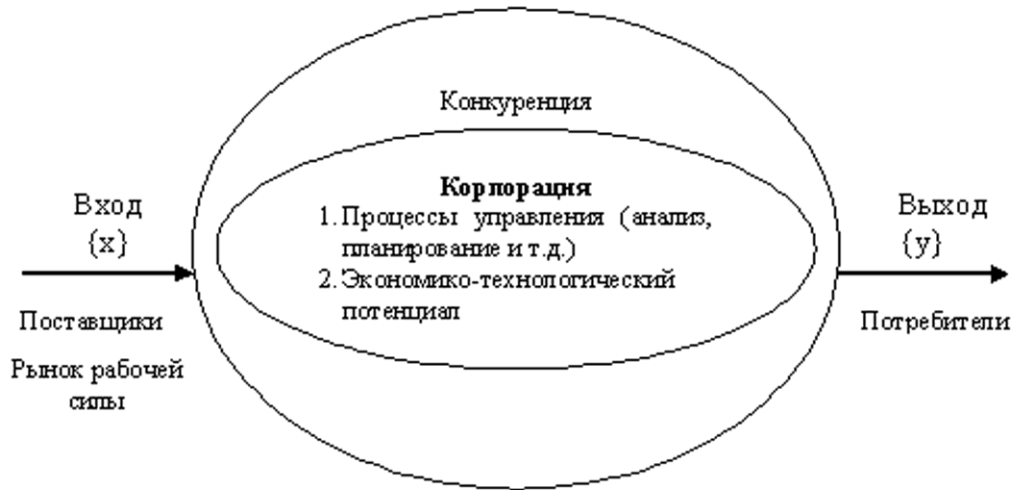 Конкуренция
Корпорация
1. Процессы управления (анализ,
планирование и т.д.)
2. Экономико-технологический
потенциал
Вход
{x}
Поставщики
Рынок рабочей
силы
Выход
{y}
Потребители